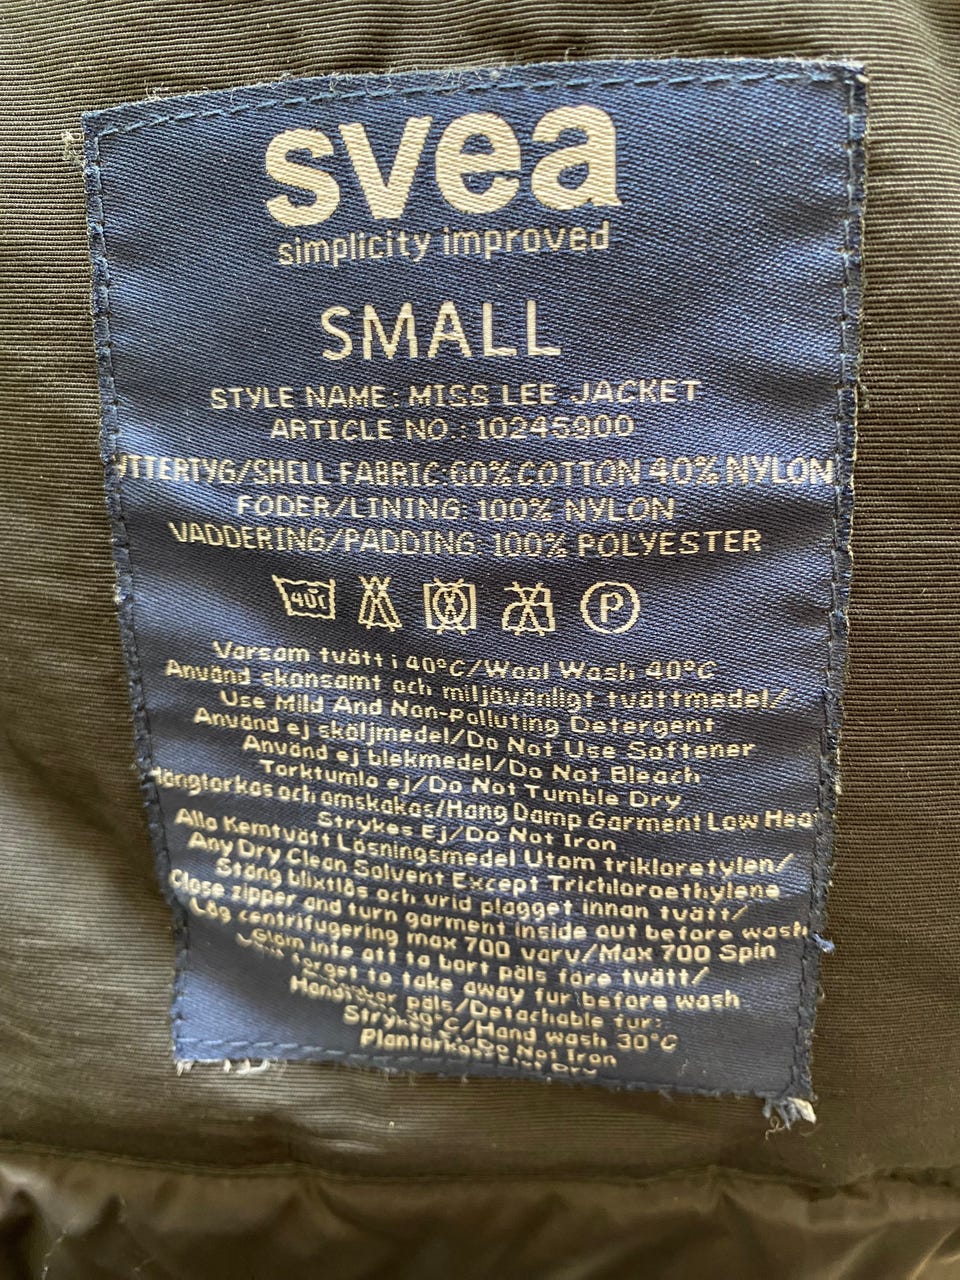 svea
simplicity improved
SMALL
STYLE NAME: MISS LEE JACKET
ARTICLE NO.: 10245900
YTTERTYG/SHELL FABRIC:60% COTTON 40% NYLON
FODER/LINING: 100% NYLON
VADDERING/PADDING: 100% POLYESTER
40°C P
Varsam tvätt i 40°C/Wool Wash 40°C
Använd skonsamt och miljövänligt tvättmedel/
Use Mild And Non-Polluting Detergent
Använd ej sköljmedel/Do Not Use Softener
Använd ej blekmedel/Do Not Bleach
Torktumla ej/Do Not Tumble Dry
Hängtorkas och omskakas/Hang Damp Garment Low Heat
Strykes Ej/Do Not Iron
Alla Kemtvätt Lösningsmedel Utom trikloretylen/
Any Dry Clean Solvent Except Trichloroethylene
Stäng blixtlås och vrid plagget innan tvätt/
Close zipper and turn garment inside out before wash
Låg centrifugering max 700 varv/Max 700 Spin
Glöm inte att ta bort päls före tvätt/
forget to take away fur before wash
päls/Detachable fur:
30°C/Hand wash 30°C
Not Iron
Plantorkas Not Dry